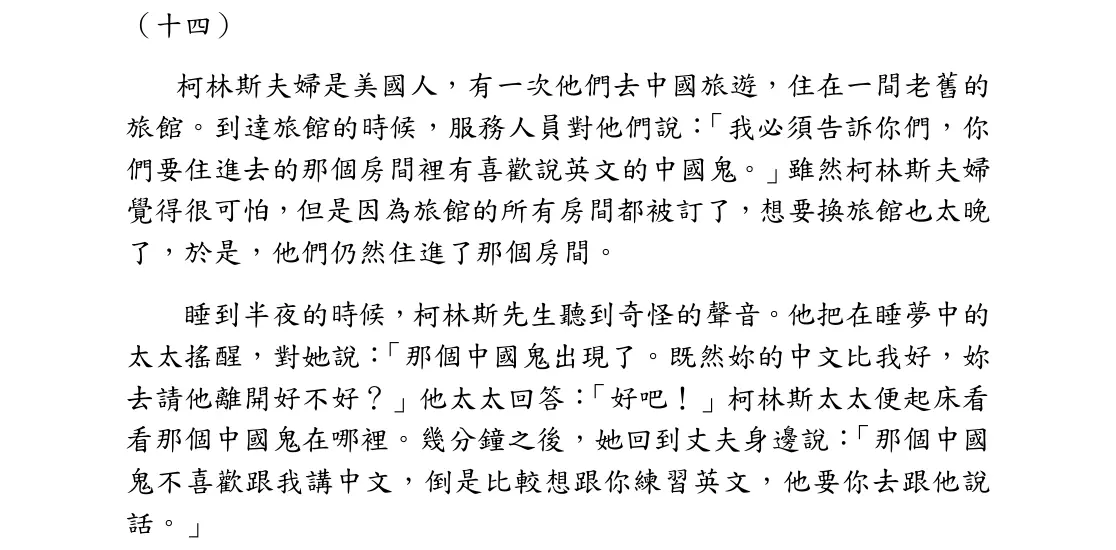 （十四）
柯林斯夫婦是美國人，有一次他們去中國旅遊，住在一間老舊的
旅館。到達旅館的時候，服務人員對他們說：「我必須告訴你們，你
們要住進去的那個房間裡有喜歡說英文的中國鬼。」雖然柯林斯夫婦
覺得很可怕，但是因為旅館的所有房間都被訂了，想要換旅館也太晚
了，於是，他們仍然住進了那個房間。
睡到半夜的時候，柯林斯先生聽到奇怪的聲音。他把在睡夢中的
太太搖醒，對她說：「那個中國鬼出現了。既然妳的中文比我好，妳
去請他離開好不好？」他太太回答：「好吧！」柯林斯太太便起床看
看那個中國鬼在哪裡。幾分鐘之後，她回到丈夫身邊說：「那個中國
鬼不喜歡跟我講中文，倒是比較想跟你練習英文，他要你去跟他說
話。」